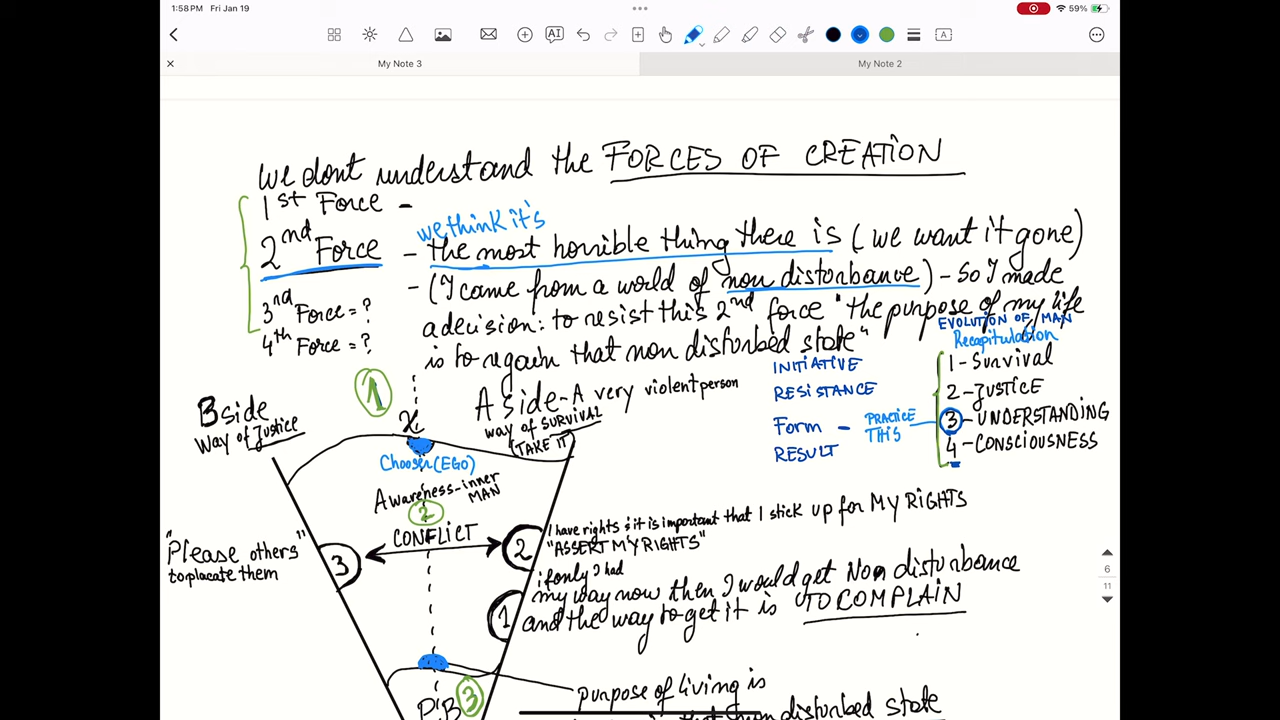 1:58 PM Fri Jan 19
59%
My Note 3
My Note 2
We dont understand the FORCES OF CREATION
1st Force -
we think it's
2nd Force - the most horrible thing there is (we want it gone)
- (I came from a world of non disturbance) - So I made
3rd Force = ?
a decision: to resist this 2nd force "the purpose of my life
4th Force = ?
is to regain that non disturbed state"
EVOLUTION OF MAN
Recapitulation
INITIATIVE
RESISTANCE
Form - PRACTICE THIS
RESULT
1 - Survival
2 - JUSTICE
3 - UNDERSTANDING
4 - CONSCIOUSNESS
1
B side
Way of Justice
X
A side - A very violent person
way of SURVIVAL
(TAKE IT)
Chooser (EGO)
Awareness - inner
MAN
2
CONFLICT
"Please others"
to placate them
3
2
I have rights & it is important that I stick up for MY RIGHTS
"ASSERT MY RIGHTS"
if only I had
my way now then I would get Non disturbance
1
and the way to get it is TO COMPLAIN
6
11
P.B
3
purpose of living is
that non disturbed state